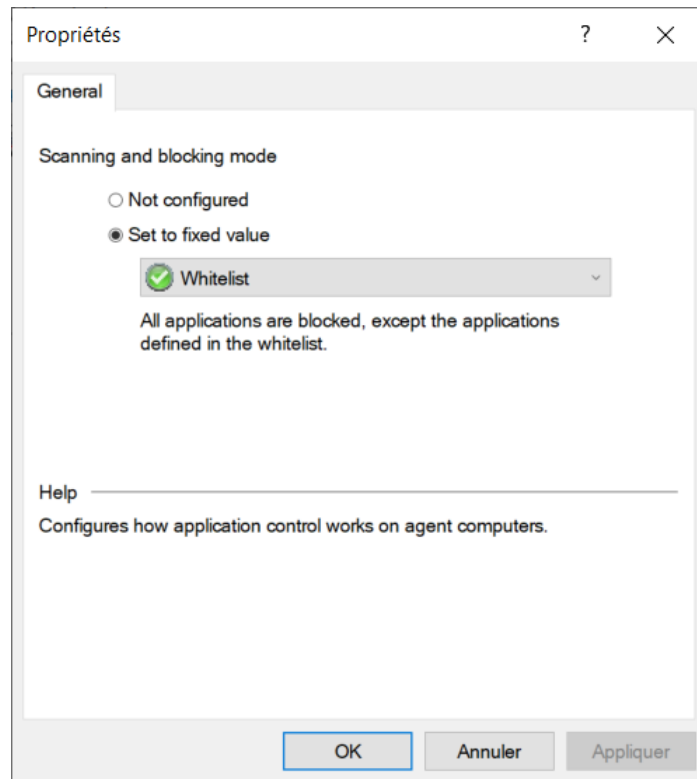 Propriétés
?
General
Scanning and blocking mode
Not configured
Set to fixed value
Whitelist
All applications are blocked, except the applications
defined in the whitelist.
Help
Configures how application control works on agent computers.
OK
Annuler
Appliquer